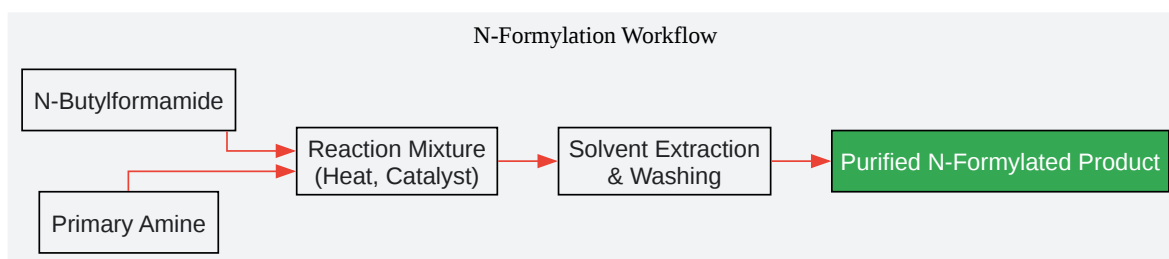 N-Formylation Workflow
N-Butylformamide
Primary Amine
Reaction Mixture
(Heat, Catalyst)
Solvent Extraction
& Washing
Purified N-Formylated Product